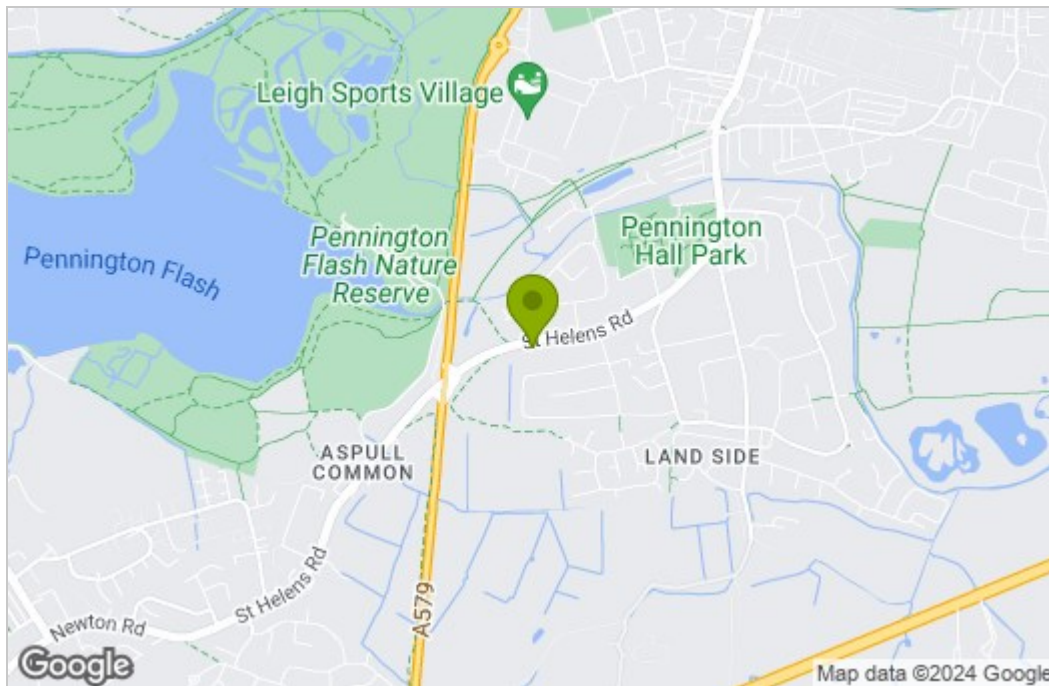 Leigh Sports Village
Pennington
Hall Park
Pennington
Flash Nature
Reserve
Pennington Flash
St Helens Rd
ASPULL
COMMON
LAND SIDE
St Helens Rd
A579
Newton Rd
Google
Map data ©2024 Google